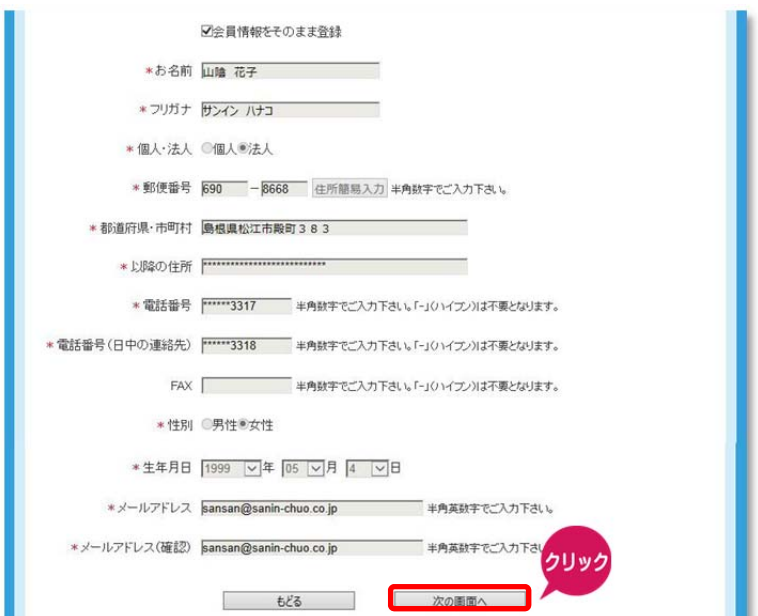 会員情報をそのまま登録
*お名前 山陰 花子
*フリガナ サンイン ハナコ
*個人・法人 個人 法人
*郵便番号 690 - 8668 住所簡易入力 半角数字でご入力下さい。
*都道府県・市町村 島根県松江市殿町383
*以降の住所 ***************************
*電話番号 ******3317 半角数字でご入力下さい。「-」(ハイフン)は不要となります。
*電話番号(日中の連絡先) ******3318 半角数字でご入力下さい。「-」(ハイフン)は不要となります。
FAX 半角数字でご入力下さい。「-」(ハイフン)は不要となります。
*性別 男性 女性
*生年月日 1999 年 05 月 4 日
*メールアドレス sansan@sanin-chuo.co.jp 半角英数字でご入力下さい。
*メールアドレス(確認) sansan@sanin-chuo.co.jp 半角英数字でご入力下さい
クリック
もどる 次の画面へ